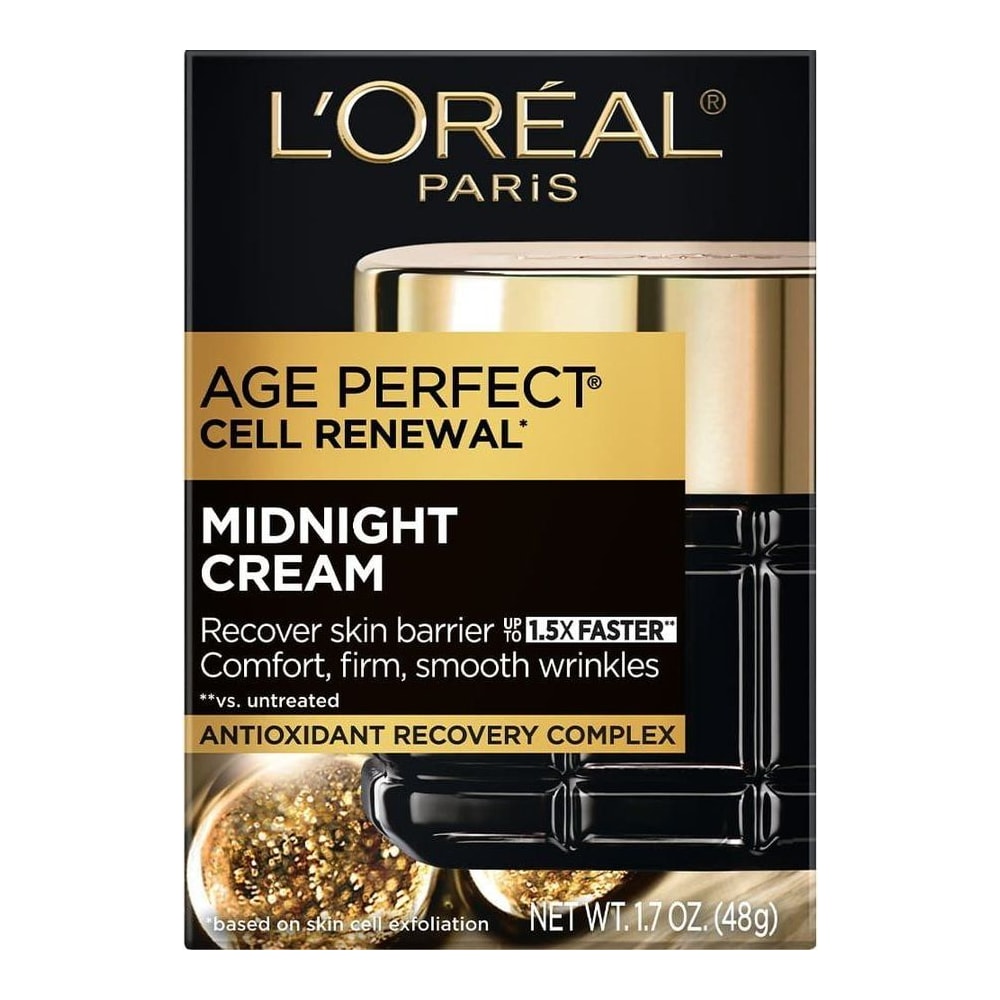 L'ORÉAL®
PARiS
AGE PERFECT®
CELL RENEWAL*
MIDNIGHT
CREAM
Recover skin barrier UP TO 1.5X FASTER**
Comfort, firm, smooth wrinkles
**vs. untreated
ANTIOXIDANT RECOVERY COMPLEX
*based on skin cell exfoliation
NET WT. 1.7 OZ. (48g)